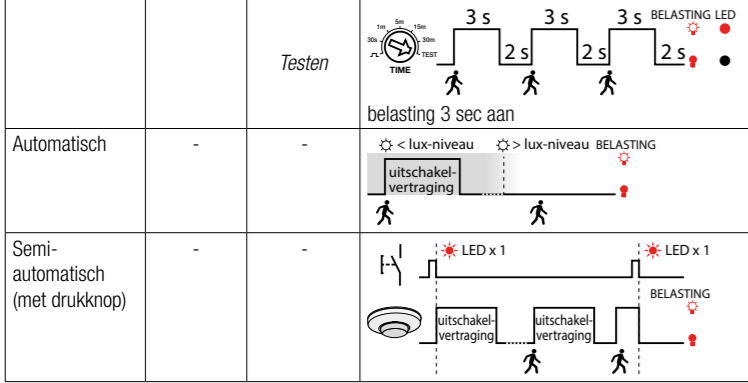 Testen
5m
1m 15m
30s 30m
TEST
TIME
3 s 3 s 3 s BELASTING LED
2 s 2 s 2 s
belasting 3 sec aan
Automatisch - -
< lux-niveau > lux-niveau BELASTING
uitschakel-
vertraging
Semi-
automatisch
(met drukknop)
- -
LED x 1 LED x 1
BELASTING
uitschakel-
vertraging
uitschakel-
vertraging